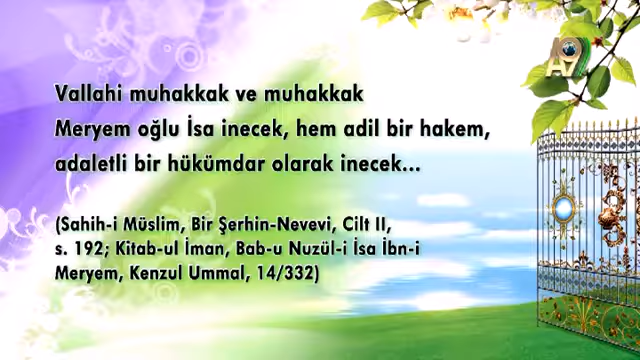 A9
Vallahi muhakkak ve muhakkak
Meryem oğlu İsa inecek, hem adil bir hakem,
adaletli bir hükümdar olarak inecek...
(Sahih-i Müslim, Bir Şerhin-Nevevi, Cilt II,
s. 192; Kitab-ul İman, Bab-u Nuzül-i İsa İbn-i
Meryem, Kenzul Ummal, 14/332)